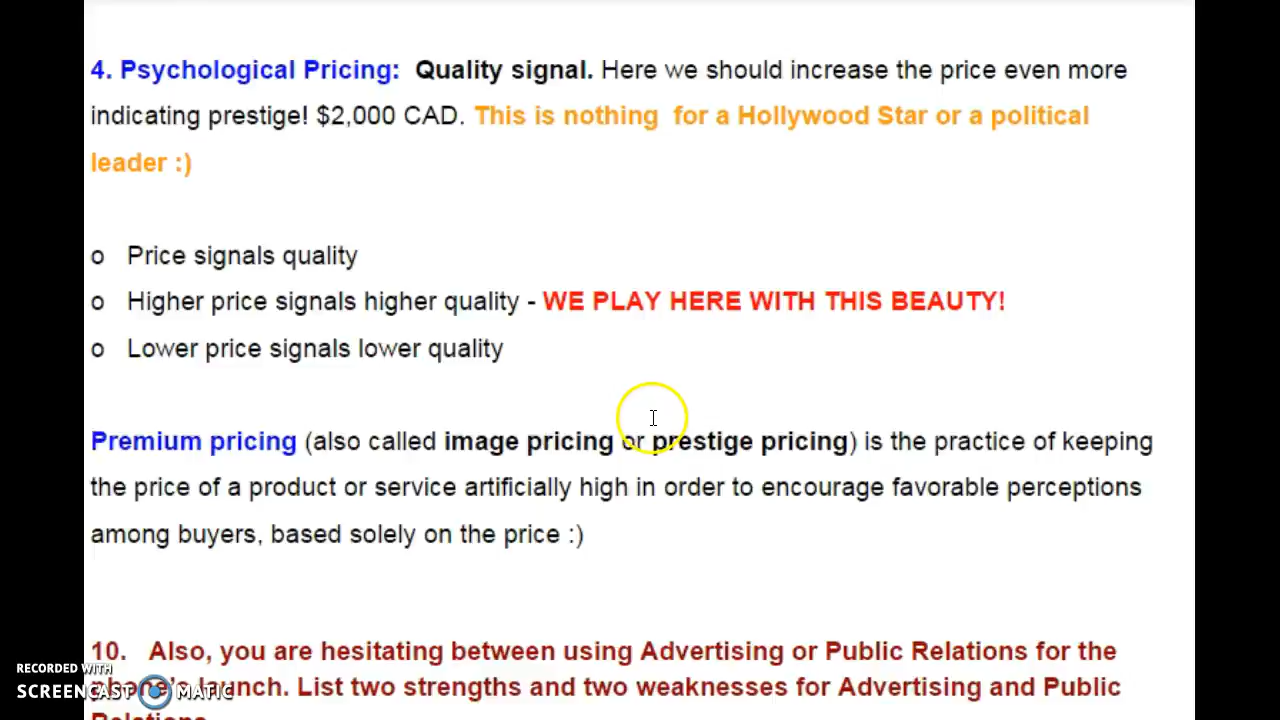 4. Psychological Pricing: Quality signal. Here we should increase the price even more
indicating prestige! $2,000 CAD. This is nothing for a Hollywood Star or a political
leader :)
o Price signals quality
o Higher price signals higher quality - WE PLAY HERE WITH THIS BEAUTY!
o Lower price signals lower quality
Premium pricing (also called image pricing or prestige pricing) is the practice of keeping
the price of a product or service artificially high in order to encourage favorable perceptions
among buyers, based solely on the price :)
10. Also, you are hesitating between using Advertising or Public Relations for the
phone's launch. List two strengths and two weaknesses for Advertising and Public
Relations
RECORDED WITH
SCREENCAST MATIC